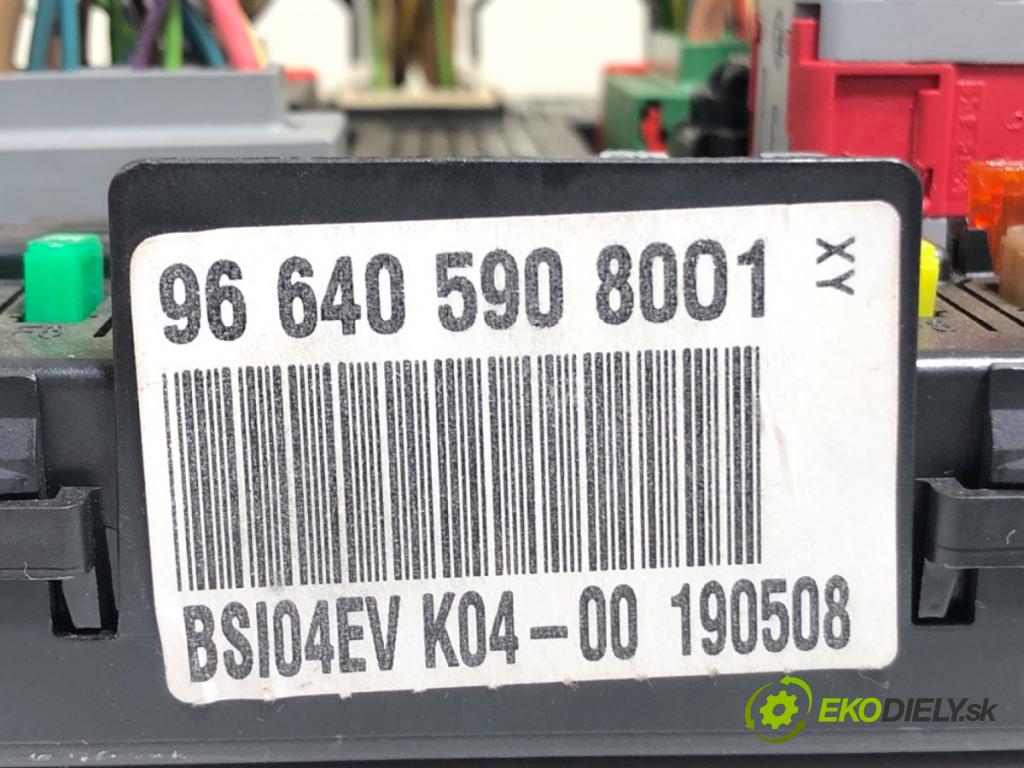 96 640 590 8001
XY
BSI04EV K04-00 190508
EKODIELY.sk